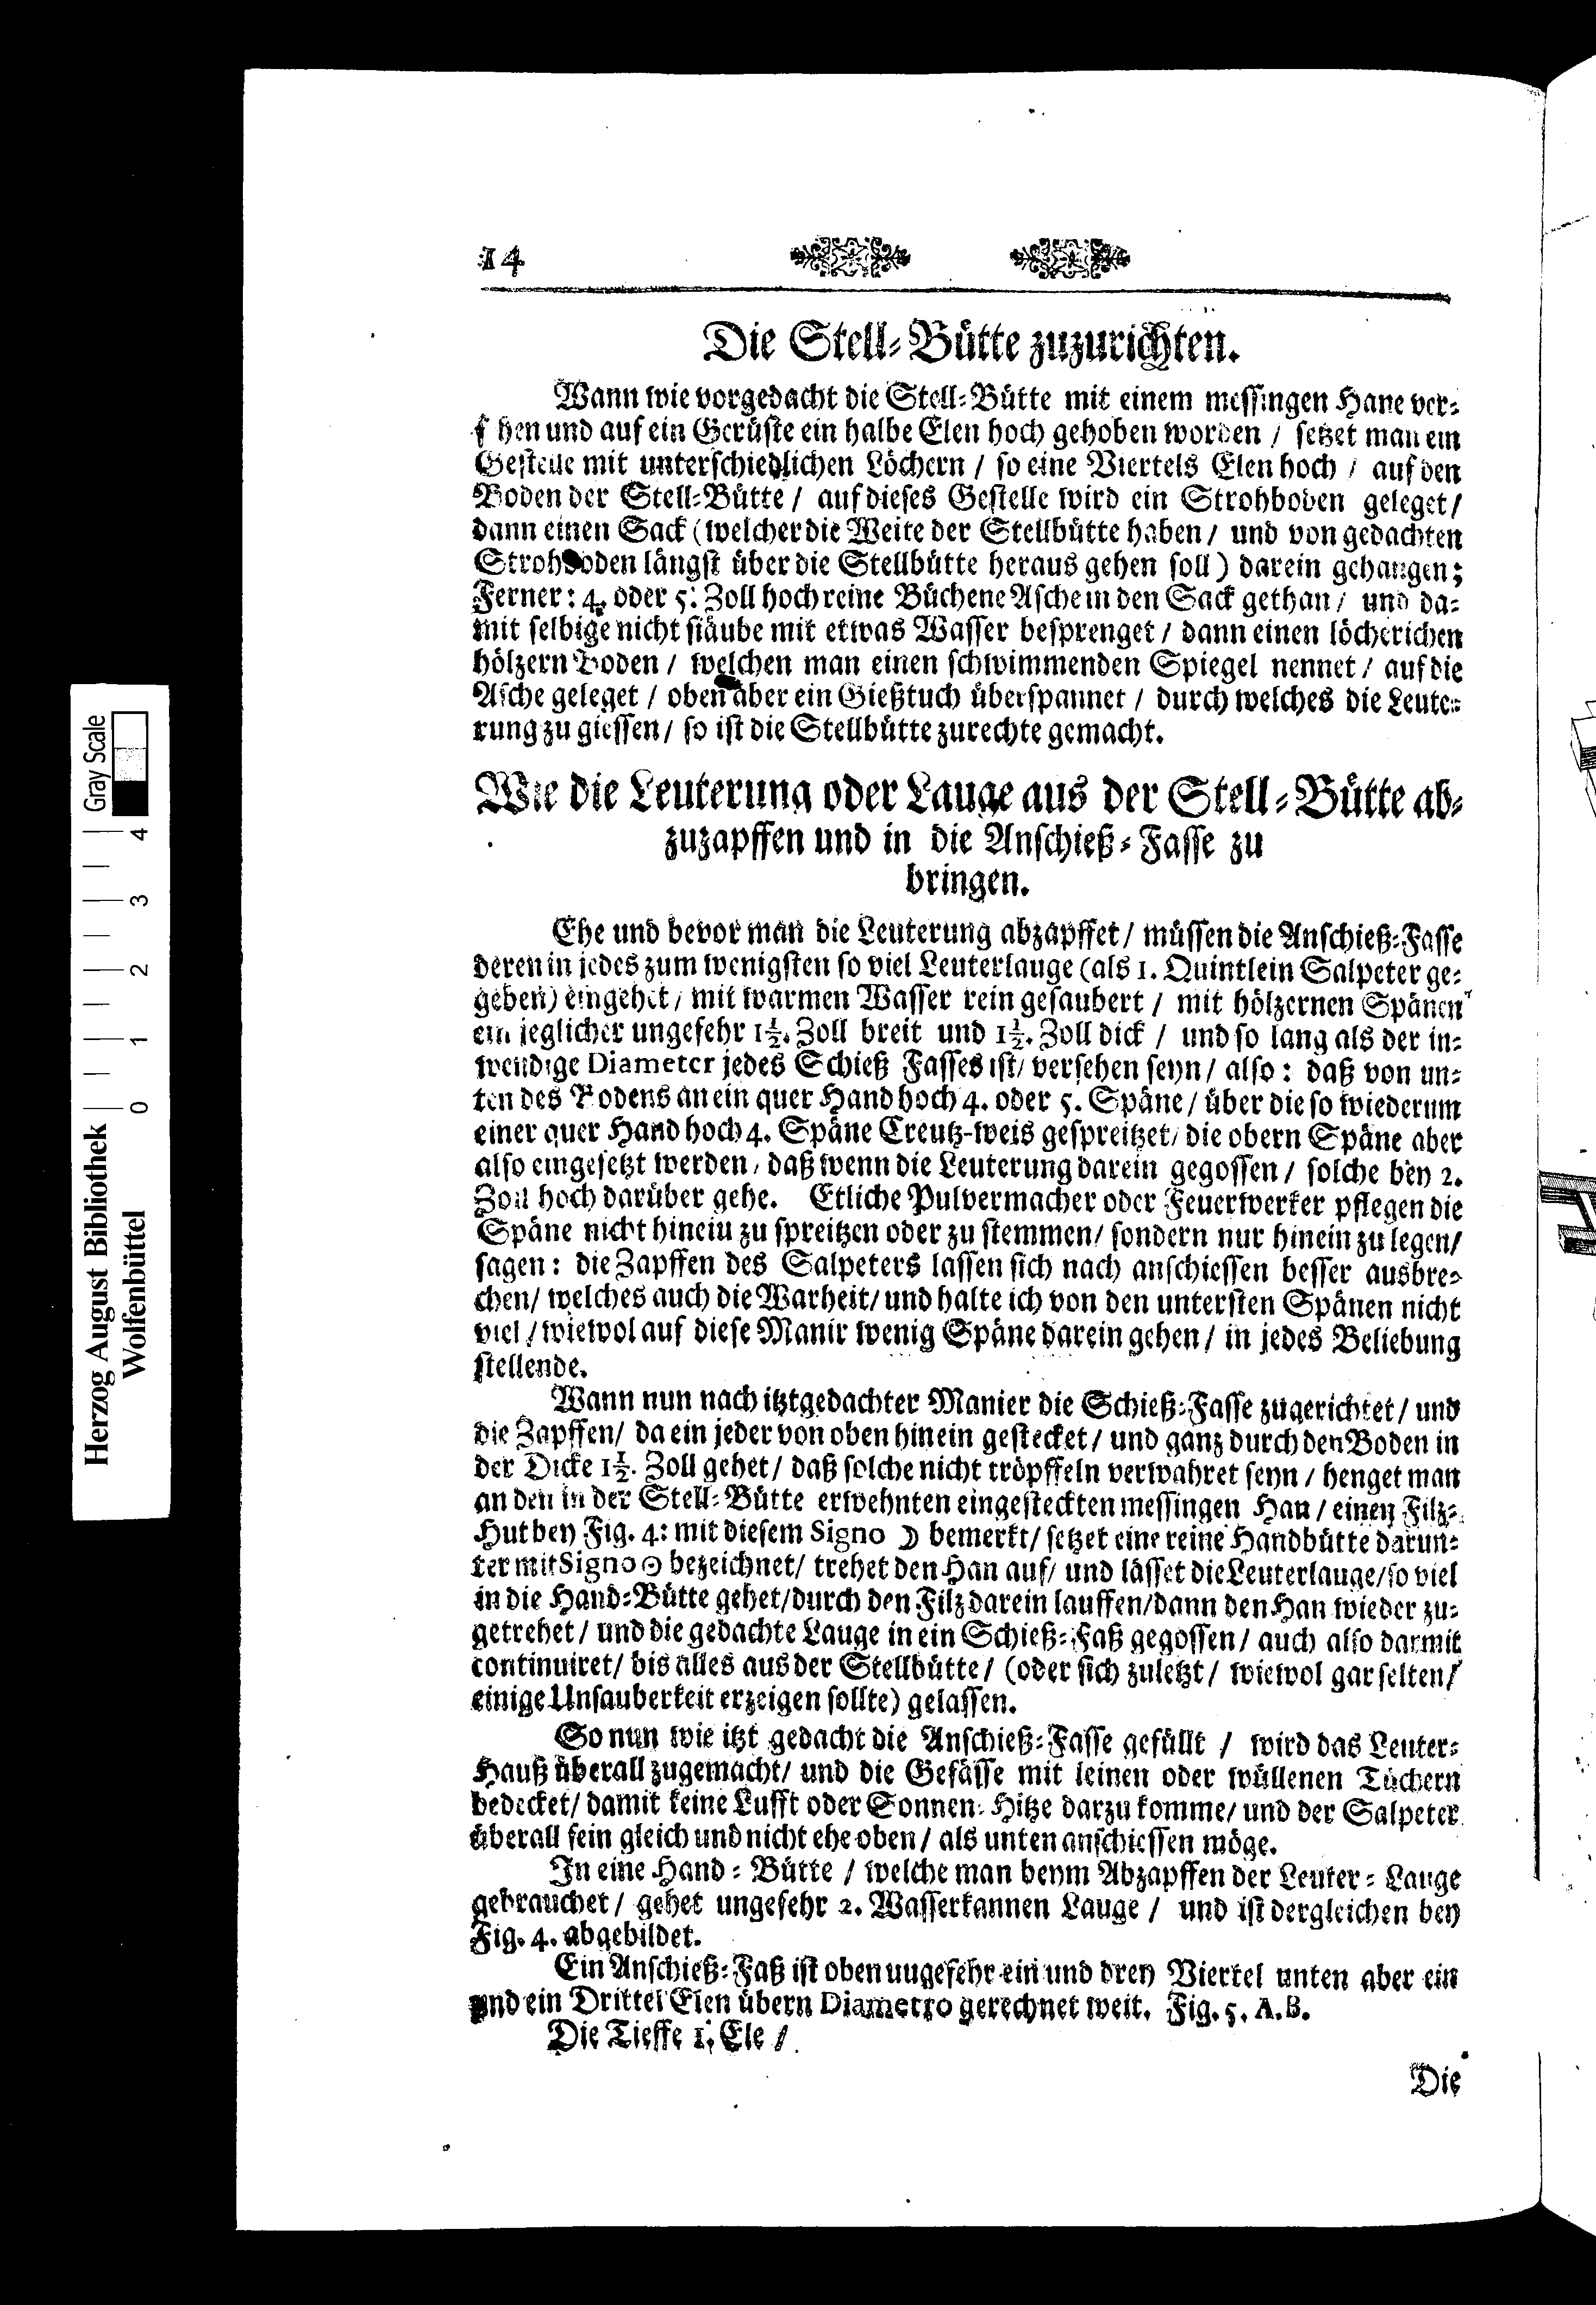 14
Die Stell-Bütte zuzurichten.
Wann wie vorgedacht die Stell-Bütte mit einem messingen Hane ver-
s hen und auf ein Gerüste ein halbe Elen hoch gehoben worden / setzet man ein
Gestelle mit unterschiedlichen Löchern / so eine Viertels Elen hoch / auf den
Boden der Stell-Bütte / auf dieses Gestelle wird ein Strohboden geleget /
dann einen Sack (welcher die Weite der Stellbütte haben / und von gedachten
Strohboden längst über die Stellbütte heraus gehen soll) darein gehangen;
Ferner: 4. oder 5. Zoll hoch reine Büchene Asche in den Sack gethan / und da-
mit selbige nicht stäube mit etwas Wasser besprenget / dann einen löcherichen
hölzern Boden / welchen man einen schwimmenden Spiegel nennet / auf die
Asche geleget / oben aber ein Gießtuch überspannet / durch welches die Leute-
rung zu giessen / so ist die Stellbütte zurechte gemacht.
Wie die Leuterung oder Lauge aus der Stell-Bütte ab-
zuzapffen und in die Anschieß-Fasse zu
bringen.
Ehe und bevor man die Leuterung abzapffet / müssen die Anschieß-Fasse
deren in jedes zum wenigsten so viel Leuterlauge (als 1. Quintlein Salpeter ge-
geben) eingehet / mit warmen Wasser rein gesaubert / mit hölzernen Spänen
ein jeglicher ungefehr 1½. Zoll breit und 1½. Zoll dick / und so lang als der in-
wendige Diameter jedes Schieß Fasses ist / versehen seyn / also: daß von un-
ten des Bodens an ein quer Hand hoch 4. oder 5. Späne / über die so wiederum
einer quer Hand hoch 4. Späne Creutz-weis gespreitzet / die obern Späne aber
also eingesetzt werden / daß wenn die Leuterung darein gegossen / solche bey 2.
Zoll hoch darüber gehe. Etliche Pulvermacher oder Feuerwerker pflegen die
Späne nicht hineiu zu spreitzen oder zu stemmen / sondern nur hinein zu legen /
sagen: die Zapffen des Salpeters lassen sich nach anschiessen besser ausbre-
chen / welches auch die Warheit / und halte ich von den untersten Spänen nicht
viel / wiewol auf diese Manir wenig Späne darein gehen / in jedes Beliebung
stellende.
Wann nun nach itztgedachter Manier die Schieß-Fasse zugerichtet / und
die Zapffen / da ein jeder von oben hinein gestecket / und ganz durch den Boden in
der Dicke 1½. Zoll gehet / daß solche nicht tröpffeln verwahret seyn / henget man
an den in der Stell-Bütte erwehnten eingesteckten messingen Han / einen Filz-
Hut bey Fig. 4: mit diesem Signo ☽ bemerkt / setzet eine reine Handbütte darun-
ter mit Signo ☉ bezeichnet / trehet den Han auf / und lässet die Leuterlauge / so viel
in die Hand-Bütte gehet / durch den Filz darein lauffen / dann den Han wieder zu-
getrehet / und die gedachte Lauge in ein Schieß-Faß gegossen / auch also darmit
continuiret / bis alles aus der Stellbütte / (oder sich zuletzt / wiewol gar selten /
einige Unsauberkeit erzeigen sollte) gelassen.
So nun wie itzt gedacht die Anschieß-Fasse gefüllt / wird das Leuter-
Hauß überall zugemacht / und die Gefässe mit leinen oder wüllenen Tüchern
bedecket / damit keine Lufft oder Sonnen-Hitze darzu komme / und der Salpeter
überall fein gleich und nicht ehe oben / als unten anschiessen möge.
In eine Hand-Bütte / welche man beym Abzapffen der Leuter-Lauge
gebrauchet / gehet ungefehr 2. Wasserkannen Lauge / und ist dergleichen bey
Fig. 4. abgebildet.
Ein Anschieß-Faß ist oben uugefehr ein und drey Viertel unten aber ein
und ein Drittel Elen übern Diametro gerechnet weit. Fig. 5. A.B.
Die Tieffe 1. Ele /
Die
Herzog August Bibliothek
Wolfenbüttel
0 1 2 3 4
Gray Scale